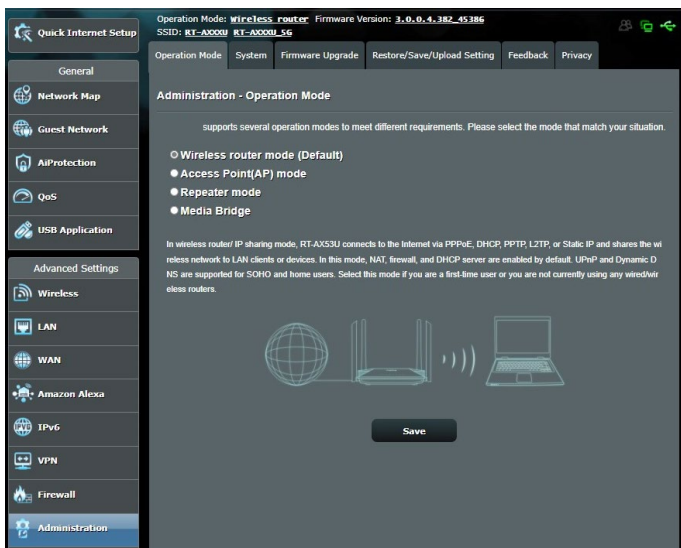 Quick Internet Setup
General
Network Map
Guest Network
AiProtection
QoS
USB Application
Advanced Settings
Wireless
LAN
WAN
Amazon Alexa
IPv6
VPN
Firewall
Administration
Operation Mode: Wireless router Firmware Version: 3.0.0.4.382_45386
SSID: RT-AXXXU RT-AXXXU_5G
Operation Mode System Firmware Upgrade Restore/Save/Upload Setting Feedback Privacy
Administration - Operation Mode
supports several operation modes to meet different requirements. Please select the mode that match your situation.
Wireless router mode (Default)
Access Point(AP) mode
Repeater mode
Media Bridge
In wireless router/ IP sharing mode, RT-AX53U connects to the Internet via PPPoE, DHCP, PPTP, L2TP, or Static IP and shares the wi
reless network to LAN clients or devices. In this mode, NAT, firewall, and DHCP server are enabled by default. UPnP and Dynamic D
NS are supported for SOHO and home users. Select this mode if you are a first-time user or you are not currently using any wired/wir
eless routers.
Save